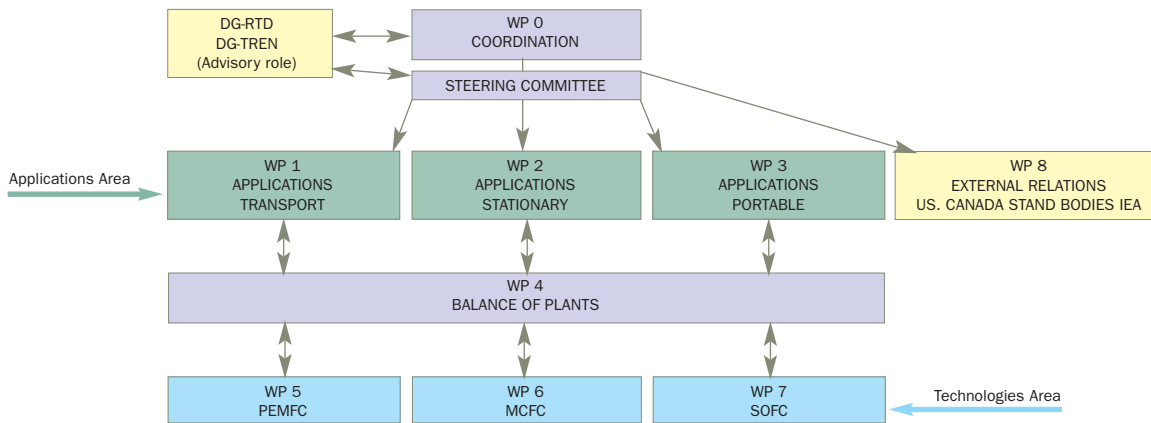 DG-RTD
DG-TREN
(Advisory role)
WP 0
COORDINATION
STEERING COMMITTEE
Applications Area
WP 1
APPLICATIONS
TRANSPORT
WP 2
APPLICATIONS
STATIONARY
WP 3
APPLICATIONS
PORTABLE
WP 8
EXTERNAL RELATIONS
US. CANADA STAND BODIES IEA
WP 4
BALANCE OF PLANTS
WP 5
PEMFC
WP 6
MCFC
WP 7
SOFC
Technologies Area